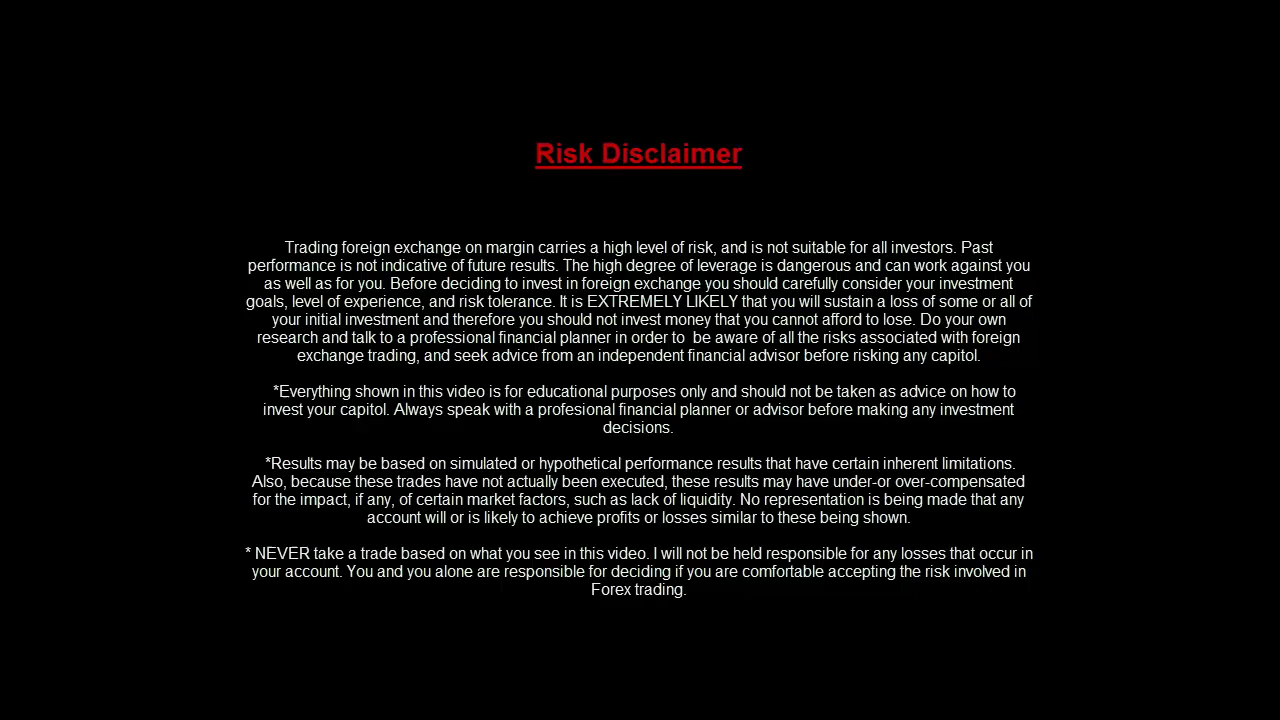 Risk Disclaimer
Trading foreign exchange on margin carries a high level of risk, and is not suitable for all investors. Past
performance is not indicative of future results. The high degree of leverage is dangerous and can work against you
as well as for you. Before deciding to invest in foreign exchange you should carefully consider your investment
goals, level of experience, and risk tolerance. It is EXTREMELY LIKELY that you will sustain a loss of some or all of
your initial investment and therefore you should not invest money that you cannot afford to lose. Do your own
research and talk to a professional financial planner in order to  be aware of all the risks associated with foreign
exchange trading, and seek advice from an independent financial advisor before risking any capitol.
*Everything shown in this video is for educational purposes only and should not be taken as advice on how to
invest your capitol. Always speak with a profesional financial planner or advisor before making any investment
decisions.
*Results may be based on simulated or hypothetical performance results that have certain inherent limitations.
Also, because these trades have not actually been executed, these results may have under-or over-compensated
for the impact, if any, of certain market factors, such as lack of liquidity. No representation is being made that any
account will or is likely to achieve profits or losses similar to these being shown.
* NEVER take a trade based on what you see in this video. I will not be held responsible for any losses that occur in
your account. You and you alone are responsible for deciding if you are comfortable accepting the risk involved in
Forex trading.